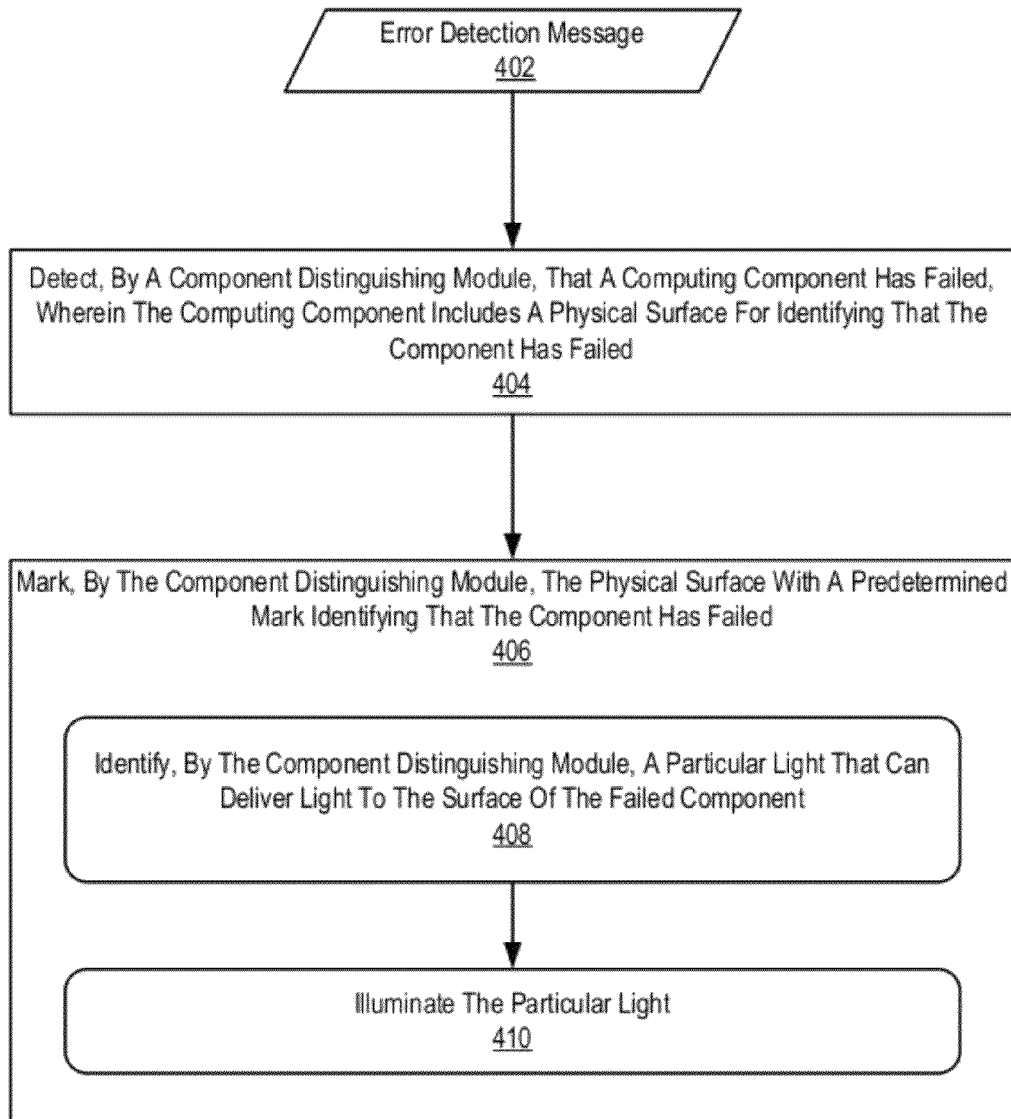 Error Detection Message
402
Detect, By A Component Distinguishing Module, That A Computing Component Has Failed,
Wherein The Computing Component Includes A Physical Surface For Identifying That The
Component Has Failed
404
Mark, By The Component Distinguishing Module, The Physical Surface With A Predetermined
Mark Identifying That The Component Has Failed
406
Identify, By The Component Distinguishing Module, A Particular Light That Can
Deliver Light To The Surface Of The Failed Component
408
Illuminate The Particular Light
410